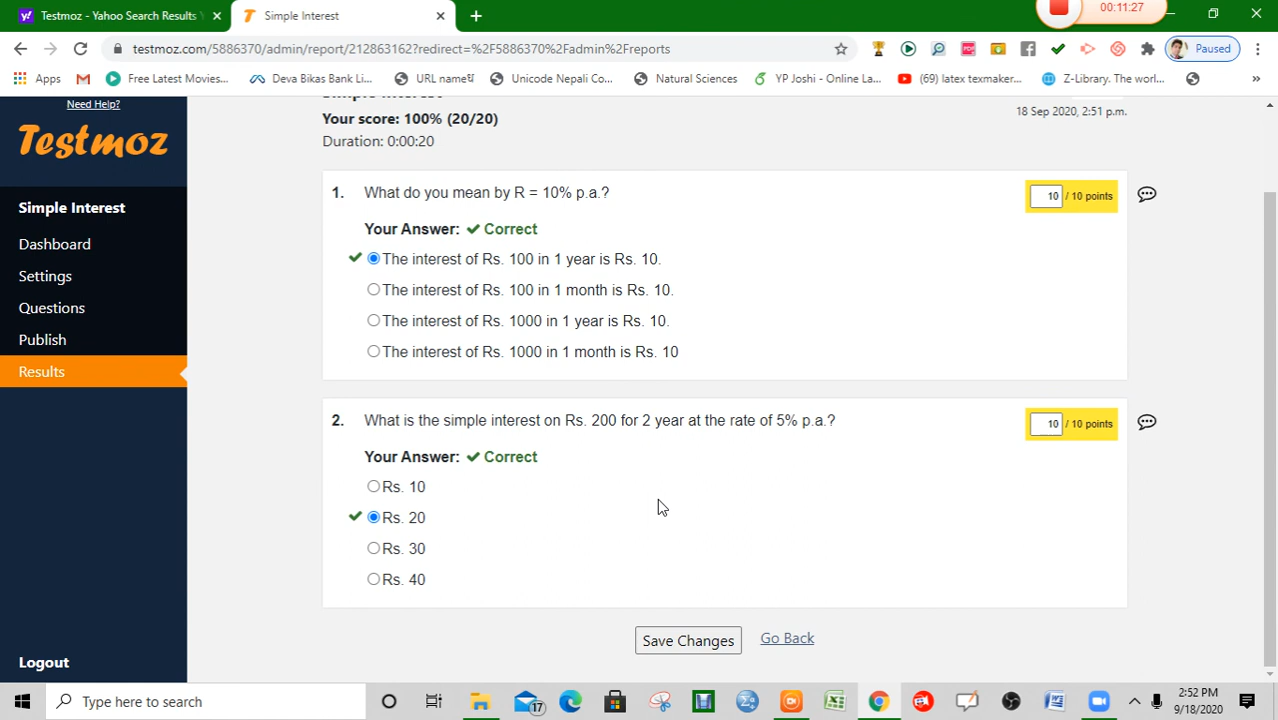 Testmoz - Yahoo Search Results
Simple Interest
00:11:27
testmoz.com/5886370/admin/report/212863162?redirect=%2F5886370%2Fadmin%2Freports
Paused
Apps
Free Latest Movies...
Deva Bikas Bank Li...
URL nameर्ध
Unicode Nepali Co...
Natural Sciences
YP Joshi - Online La...
(69) latex texmaker...
Z-Library. The worl...
»
Need Help?
Testmoz
Simple Interest
Dashboard
Settings
Questions
Publish
Results
Logout
Simple Interest
Your score: 100% (20/20)
Duration: 0:00:20
18 Sep 2020, 2:51 p.m.
1. What do you mean by R = 10% p.a.?
10 / 10 points
Your Answer: ✔ Correct
The interest of Rs. 100 in 1 year is Rs. 10.
The interest of Rs. 100 in 1 month is Rs. 10.
The interest of Rs. 1000 in 1 year is Rs. 10.
The interest of Rs. 1000 in 1 month is Rs. 10
2. What is the simple interest on Rs. 200 for 2 year at the rate of 5% p.a.?
10 / 10 points
Your Answer: ✔ Correct
Rs. 10
Rs. 20
Rs. 30
Rs. 40
Save Changes
Go Back
Type here to search
17
2:52 PM
9/18/2020